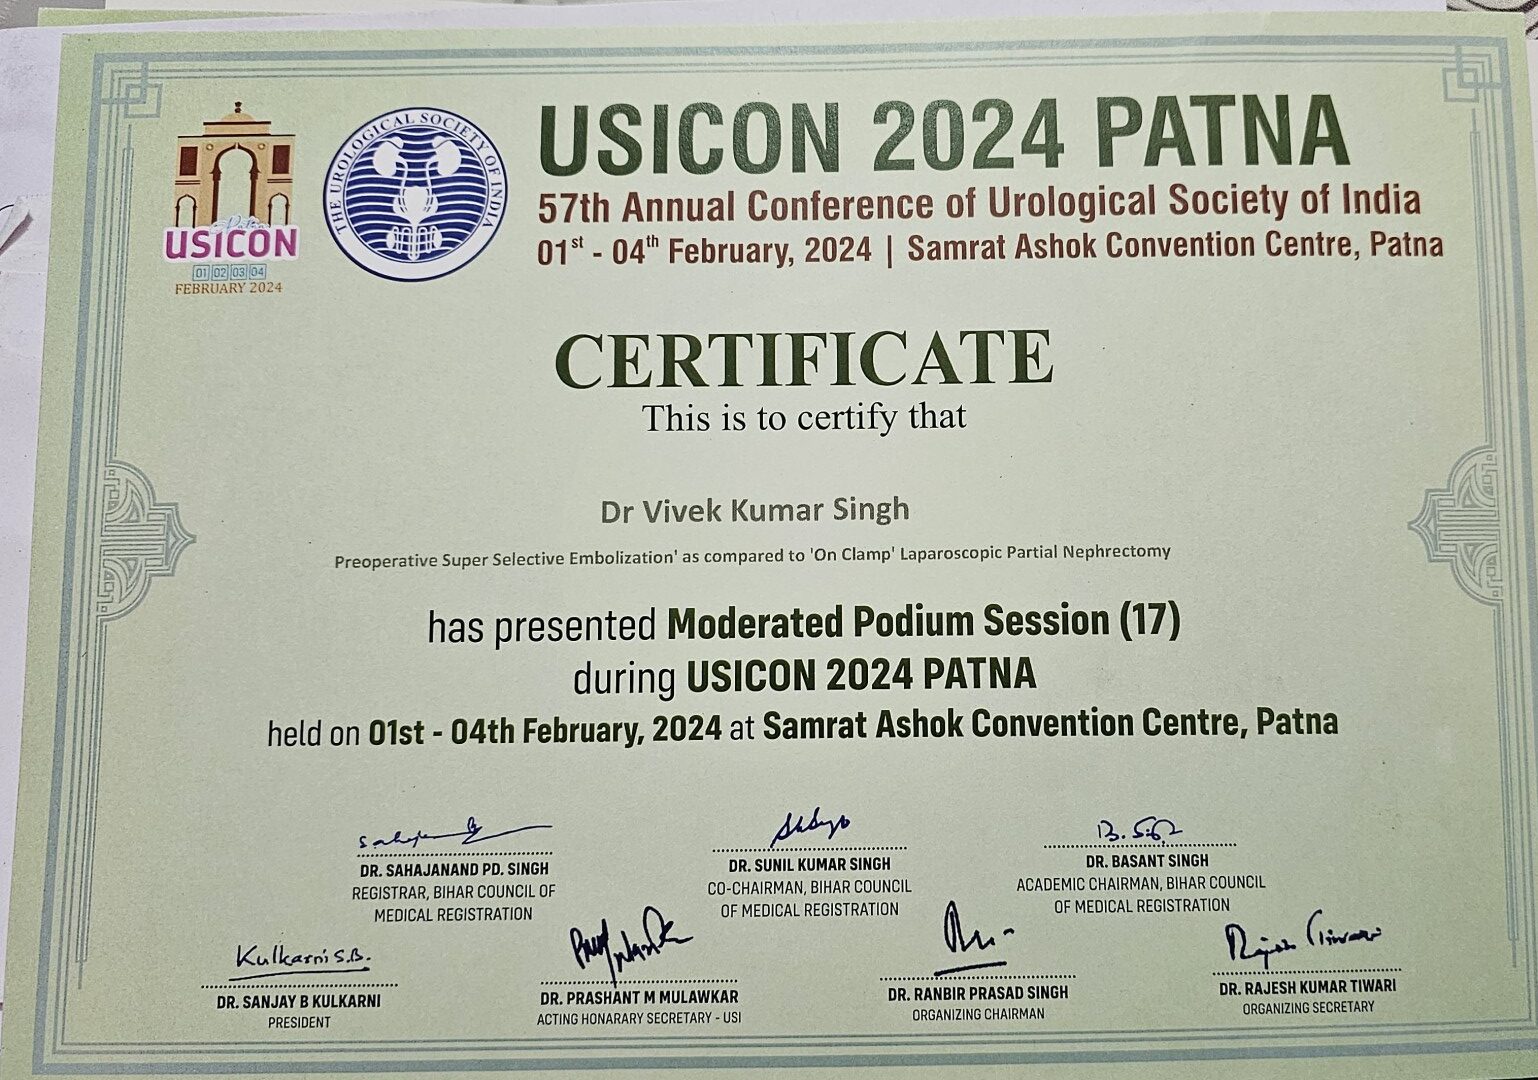 Patna
USICON
01 02 03 04
FEBRUARY 2024
THE UROLOGICAL SOCIETY OF INDIA
USICON 2024 PATNA
57th Annual Conference of Urological Society of India
01st - 04th February, 2024 | Samrat Ashok Convention Centre, Patna
CERTIFICATE
This is to certify that
Dr Vivek Kumar Singh
Preoperative Super Selective Embolization' as compared to 'On Clamp' Laparoscopic Partial Nephrectomy
has presented Moderated Podium Session (17)
during USICON 2024 PATNA
held on 01st - 04th February, 2024 at Samrat Ashok Convention Centre, Patna
DR. SAHAJANAND PD. SINGH
REGISTRAR, BIHAR COUNCIL OF
MEDICAL REGISTRATION
DR. SUNIL KUMAR SINGH
CO-CHAIRMAN, BIHAR COUNCIL
OF MEDICAL REGISTRATION
B. Singh
DR. BASANT SINGH
ACADEMIC CHAIRMAN, BIHAR COUNCIL
OF MEDICAL REGISTRATION
Kulkarni S.B.
DR. SANJAY B KULKARNI
PRESIDENT
DR. PRASHANT M MULAWKAR
ACTING HONARARY SECRETARY - USI
DR. RANBIR PRASAD SINGH
ORGANIZING CHAIRMAN
Rajesh Tiwari
DR. RAJESH KUMAR TIWARI
ORGANIZING SECRETARY